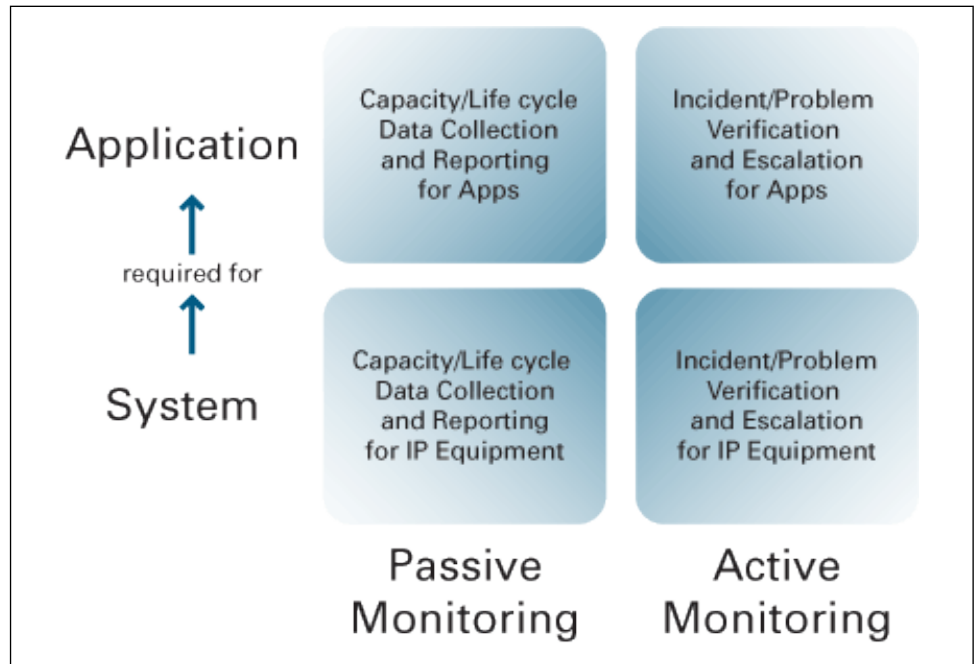 Application
required for
System
Capacity/Life cycle
Data Collection
and Reporting
for Apps
Incident/Problem
Verification
and Escalation
for Apps
Capacity/Life cycle
Data Collection
and Reporting
for IP Equipment
Incident/Problem
Verification
and Escalation
for IP Equipment
Passive
Monitoring
Active
Monitoring